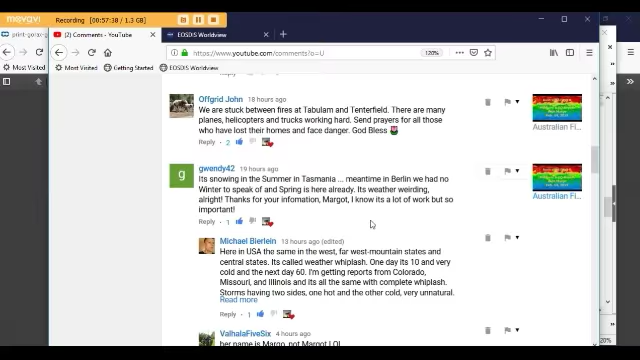 movavi Recording 00:57:38 / 1.3 GB
print-gorax-g
(2) Comments - YouTube
EOSDIS Worldview
https://www.youtube.com/comments?o=U
120%
Most Visited
Most Visited Getting Started EOSDIS Worldview
Reply
Offgrid John 18 hours ago
We are stuck between fires at Tabulam and Tenterfield. There are many
planes, helicopters and trucks working hard. Send prayers for all those
who have lost their homes and face danger. God Bless
Reply 2
Australian Fi...
gwendy42 19 hours ago
g
Its snowing in the Summer in Tasmania ... meantime in Berlin we had no
Winter to speak of and Spring is here already. Its weather weirding,
alright! Thanks for your infomation, Margot, I know its a lot of work but so
important!
Reply 1
Australian Fi...
Michael Bierlein 13 hours ago (edited)
Here in USA the same in the west, far west-mountain states and
central states. Its called weather whiplash. One day its 10 and very
cold and the next day 60. I'm getting reports from Colorado,
Missouri, and Illinois and its all the same with complete whiplash.
Storms having two sides, one hot and the other cold, very unnatural.
Read more
Reply 1
ValhalaFiveSix 4 hours ago
her name is Margo, not Margot LOL
20%